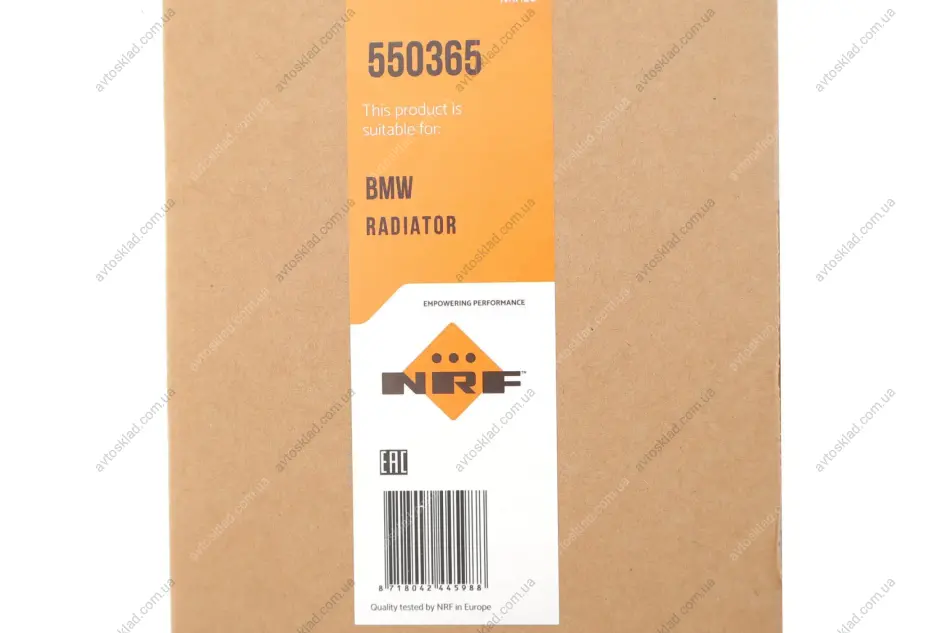 550365
This product is
suitable for:
BMW
RADIATOR
EMPOWERING PERFORMANCE
NRF™
EAC
8 718042 445988
Quality tested by NRF in Europe
avtosklad.com.ua